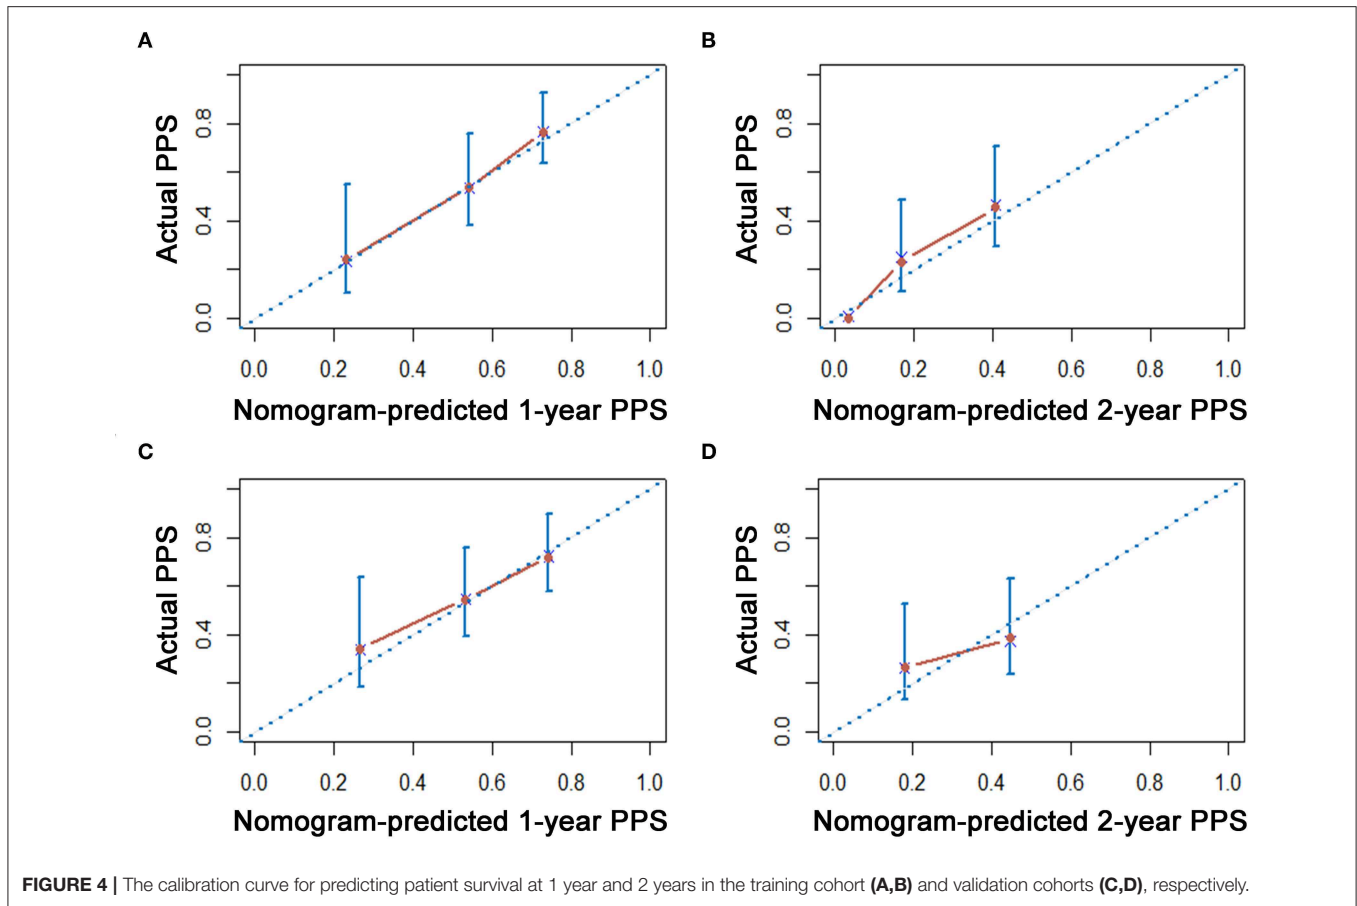 A
Actual PPS
0.0 0.4 0.8
0.0 0.2 0.4 0.6 0.8 1.0
Nomogram-predicted 1-year PPS
B
Actual PPS
0.0 0.4 0.8
0.0 0.2 0.4 0.6 0.8 1.0
Nomogram-predicted 2-year PPS
C
Actual PPS
0.0 0.4 0.8
0.0 0.2 0.4 0.6 0.8 1.0
Nomogram-predicted 1-year PPS
D
Actual PPS
0.0 0.4 0.8
0.0 0.2 0.4 0.6 0.8 1.0
Nomogram-predicted 2-year PPS
FIGURE 4 | The calibration curve for predicting patient survival at 1 year and 2 years in the training cohort (A,B) and validation cohorts (C,D), respectively.